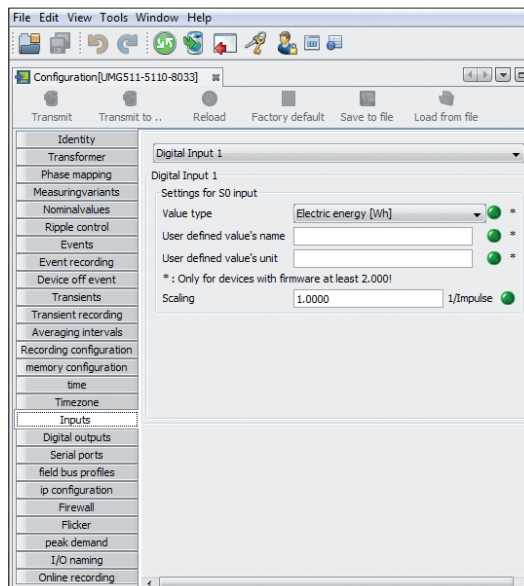 File Edit View Tools Window Help
Configuration[UMG511-5110-8033]
Transmit Transmit to .. Reload Factory default Save to file Load from file
Identity
Transformer
Phase mapping
Measuringvariants
Nominalvalues
Ripple control
Events
Event recording
Device off event
Transients
Transient recording
Averaging intervals
Recording configuration
memory configuration
time
Timezone
Inputs
Digital outputs
Serial ports
field bus profiles
ip configuration
Firewall
Flicker
peak demand
I/O naming
Online recording
Digital Input 1
Digital Input 1
Settings for S0 input
Value type Electric energy [Wh] *
User defined value's name *
User defined value's unit *
* : Only for devices with firmware at least 2.000!
Scaling 1.0000 1/Impulse